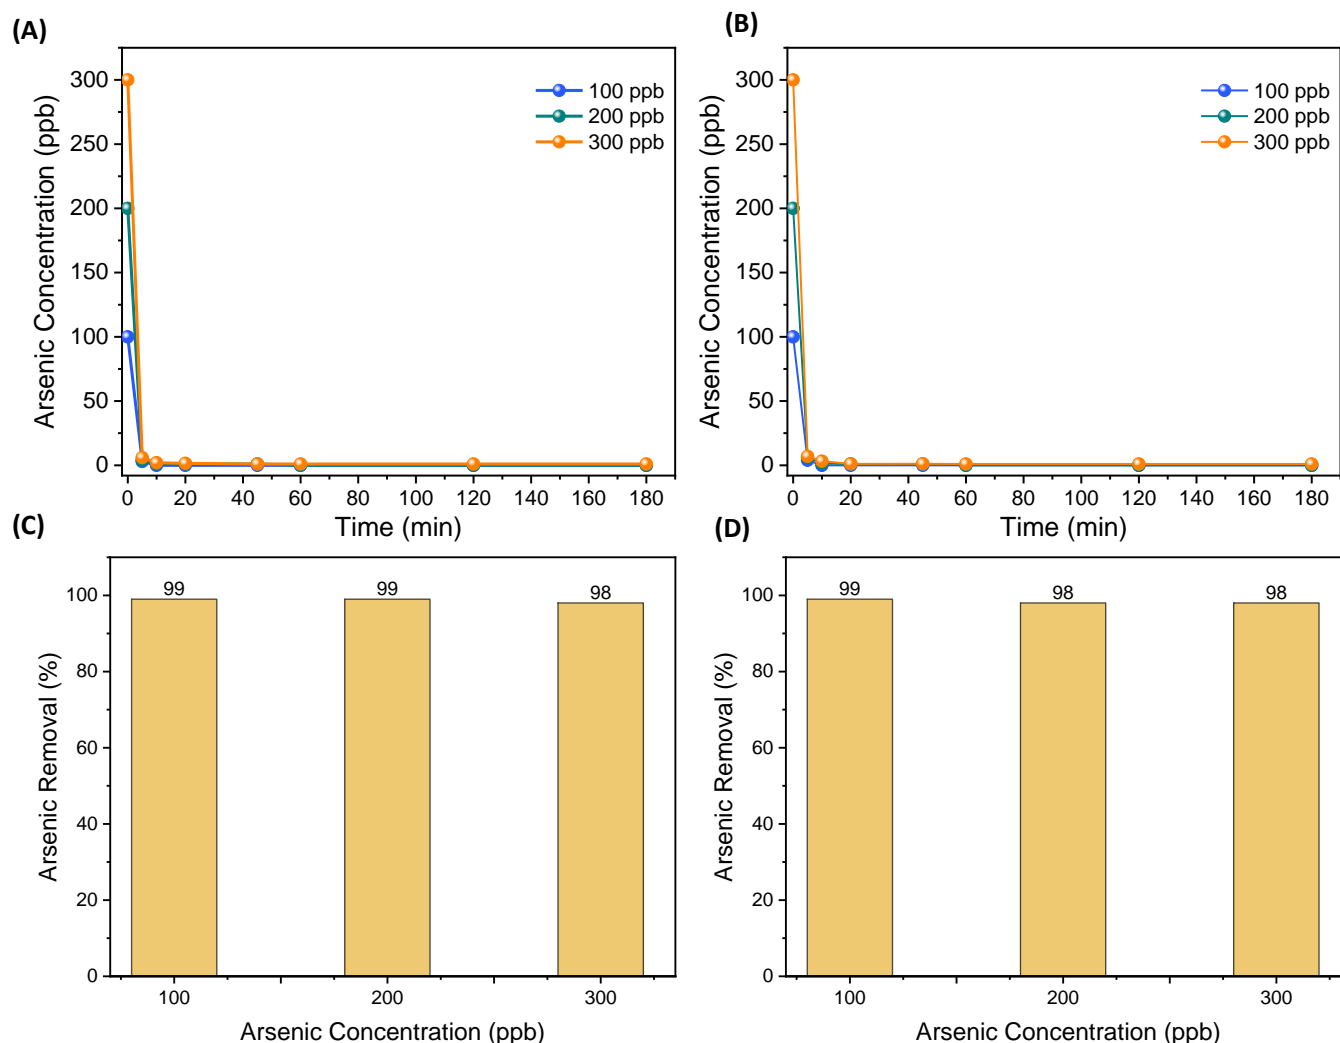 (A)
Arsenic Concentration (ppb)
300
250
200
150
100
50
0
100 ppb
200 ppb
300 ppb
0 20 40 60 80 100 120 140 160 180
Time (min)
(B)
Arsenic Concentration (ppb)
300
250
200
150
100
50
0
100 ppb
200 ppb
300 ppb
0 20 40 60 80 100 120 140 160 180
Time (min)
(C)
Arsenic Removal (%)
100
80
60
40
20
0
99 99 98
100 200 300
Arsenic Concentration (ppb)
(D)
Arsenic Removal (%)
100
80
60
40
20
0
99 98 98
100 200 300
Arsenic Concentration (ppb)